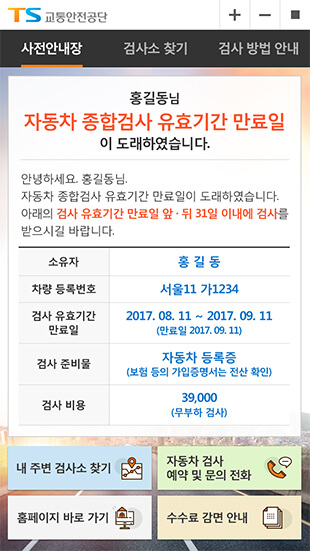 TS 교통안전공단
사전안내장 검사소 찾기 검사 방법 안내
홍길동님
자동차 종합검사 유효기간 만료일
이 도래하였습니다.
안녕하세요. 홍길동님.
자동차 종합검사 유효기간 만료일이 도래하였습니다.
아래의 검사 유효기간 만료일 앞 · 뒤 31일 이내에 검사를
받으시길 바랍니다.
소유자 홍 길 동
차량 등록번호 서울11 가1234
검사 유효기간
만료일
2017. 08. 11 ~ 2017. 09. 11
(만료일 2017. 09. 11)
검사 준비물
자동차 등록증
(보험 등의 가입증명서는 전산 확인)
검사 비용
39,000
(무부하 검사)
내 주변 검사소 찾기
자동차 검사
예약 및 문의 전화
홈페이지 바로 가기
수수료 감면 안내